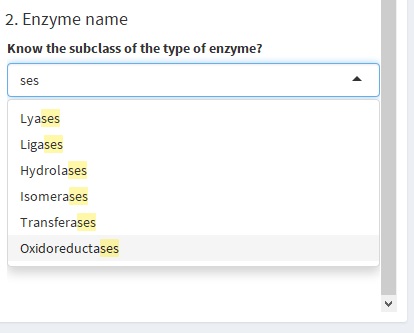 2. Enzyme name
Know the subclass of the type of enzyme?
ses
Lyases
Ligases
Hydrolases
Isomerases
Transferases
Oxidoreductases